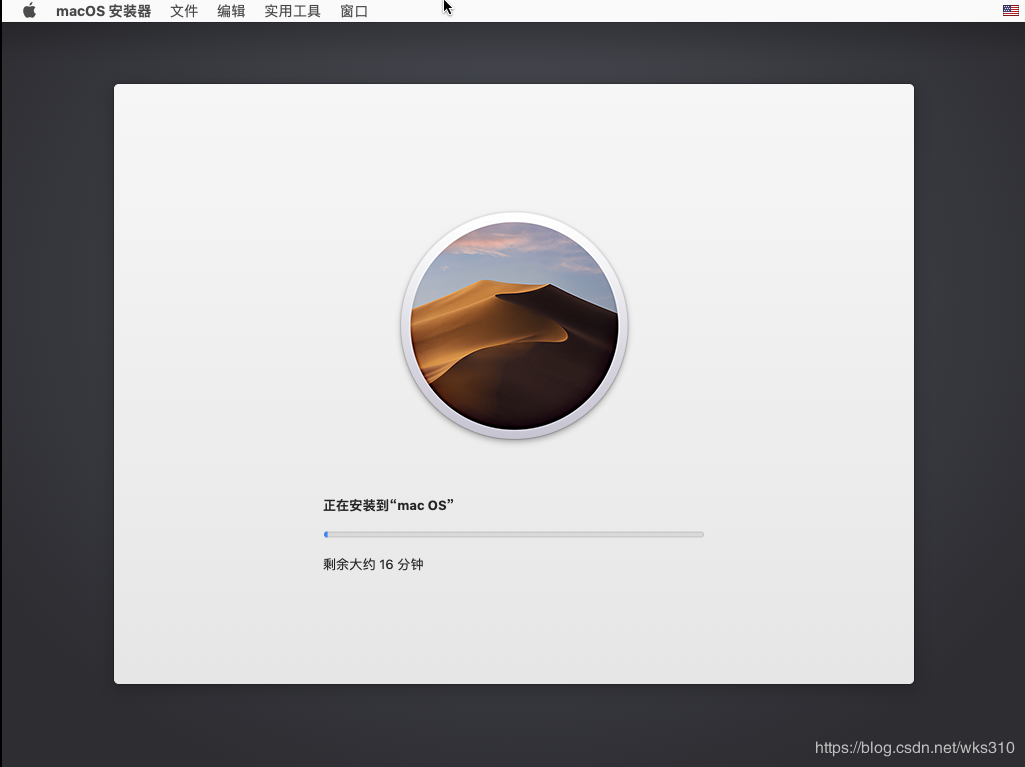 macOS 安装器 文件 编辑 实用工具 窗口
正在安装到“mac OS”
剩余大约 16 分钟
https://blog.csdn.net/wks310